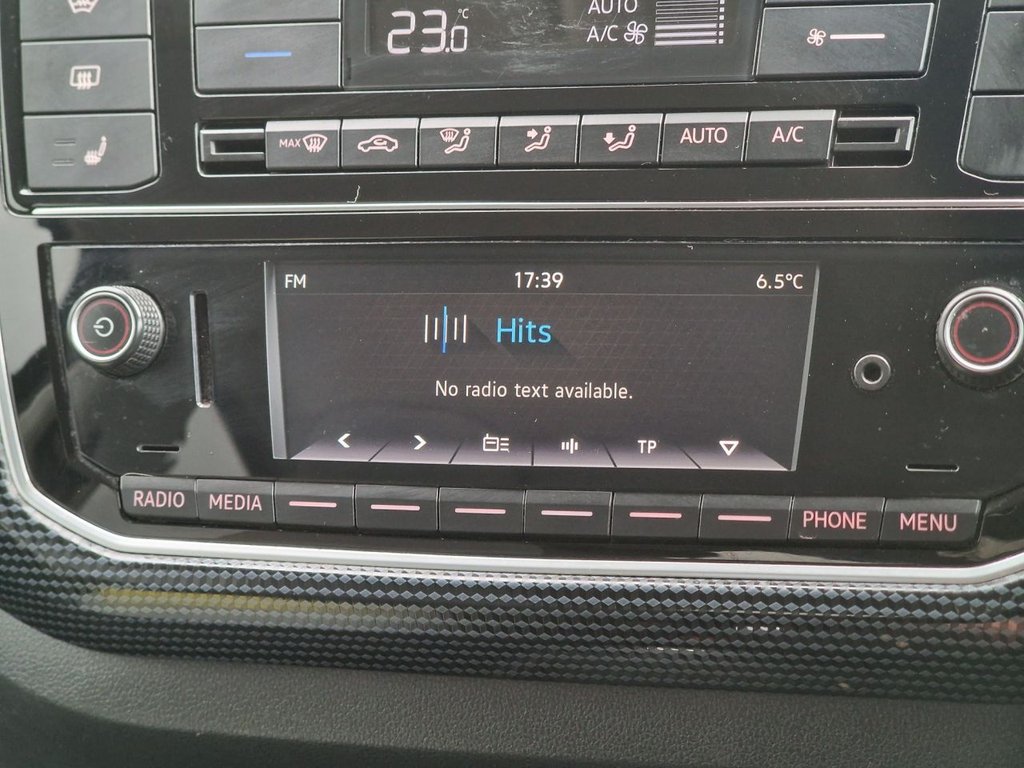 AUTO
23.0 °C
A/C
MAX
AUTO
A/C
FM 17:39 6.5°C
Hits
No radio text available.
TP
RADIO MEDIA PHONE MENU